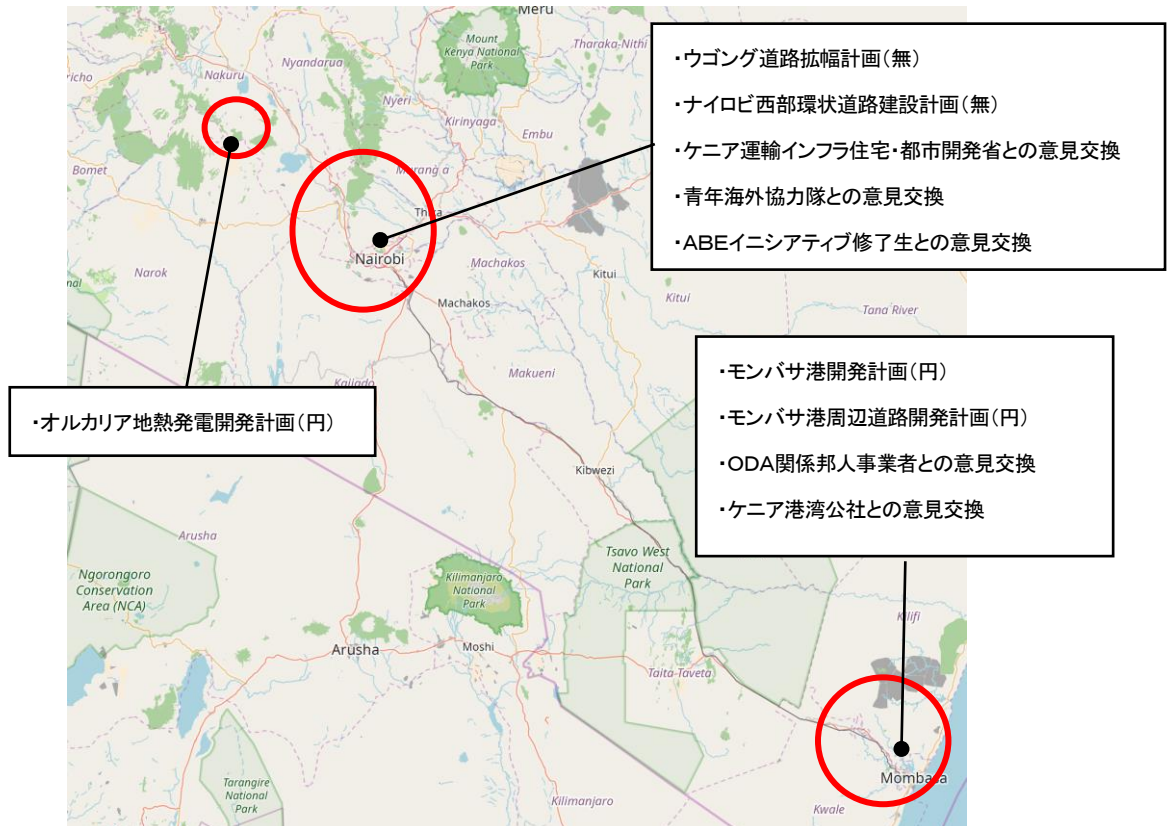 Meru
Mount
Kenya National
Park
Tharaka-Nithi
Nyandarua
Nakuru
richo
Nyeri
Kirinyaga
Embu
Bomet
Murang'a
Thika
Nairobi
Narok
Machakos
Kitui
Machakos
Kitui
Tana River
nal
Kajiado
Makueni
Kibwezi
Arusha
Ngorongoro
Conservation
Area (NCA)
Kilimanjaro
National
Park
Tsavo West
National
Park
Arusha
Moshi
Taita-Taveta
Kilifi
Tarangire
National
Park
Kilimanjaro
Mombasa
Kwale
・ウゴング道路拡幅計画(無)
・ナイロビ西部環状道路建設計画(無)
・ケニア運輸インフラ住宅・都市開発省との意見交換
・青年海外協力隊との意見交換
・ABEイニシアティブ修了生との意見交換
・オルカリア地熱発電開発計画(円)
・モンバサ港開発計画(円)
・モンバサ港周辺道路開発計画(円)
・ODA関係邦人事業者との意見交換
・ケニア港湾公社との意見交換